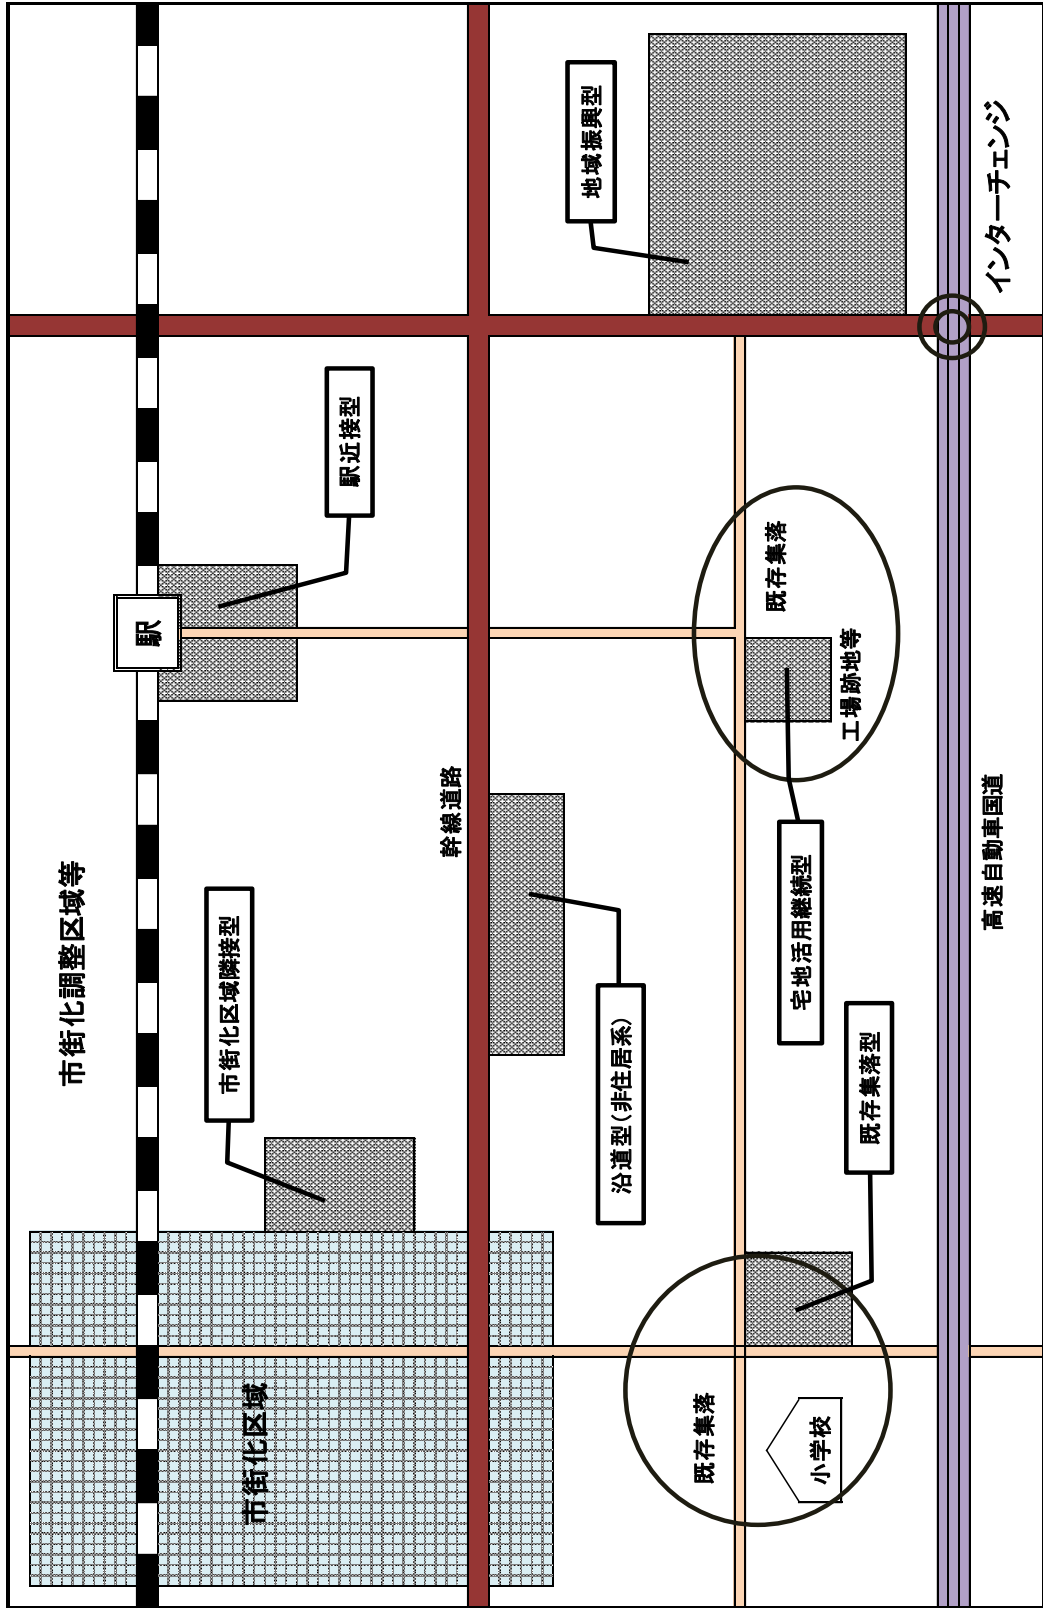 市街化調整区域等
駅
駅近接型
市街化区域隣接型
市街化区域
幹線道路
地域振興型
沿道型（非住居系）
既存集落
工場跡地等
宅地活用継続型
既存集落型
既存集落
小学校
インターチェンジ
高速自動車国道